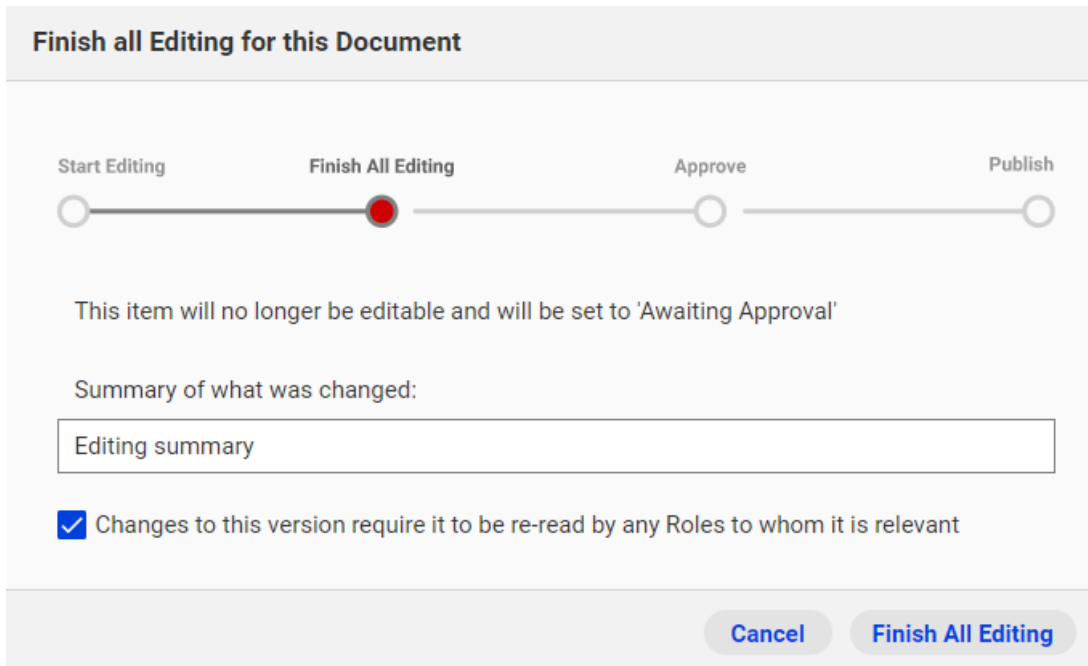 Finish all Editing for this Document
Start Editing
Finish All Editing
Approve
Publish
This item will no longer be editable and will be set to 'Awaiting Approval'
Summary of what was changed:
Editing summary
Changes to this version require it to be re-read by any Roles to whom it is relevant
Cancel
Finish All Editing